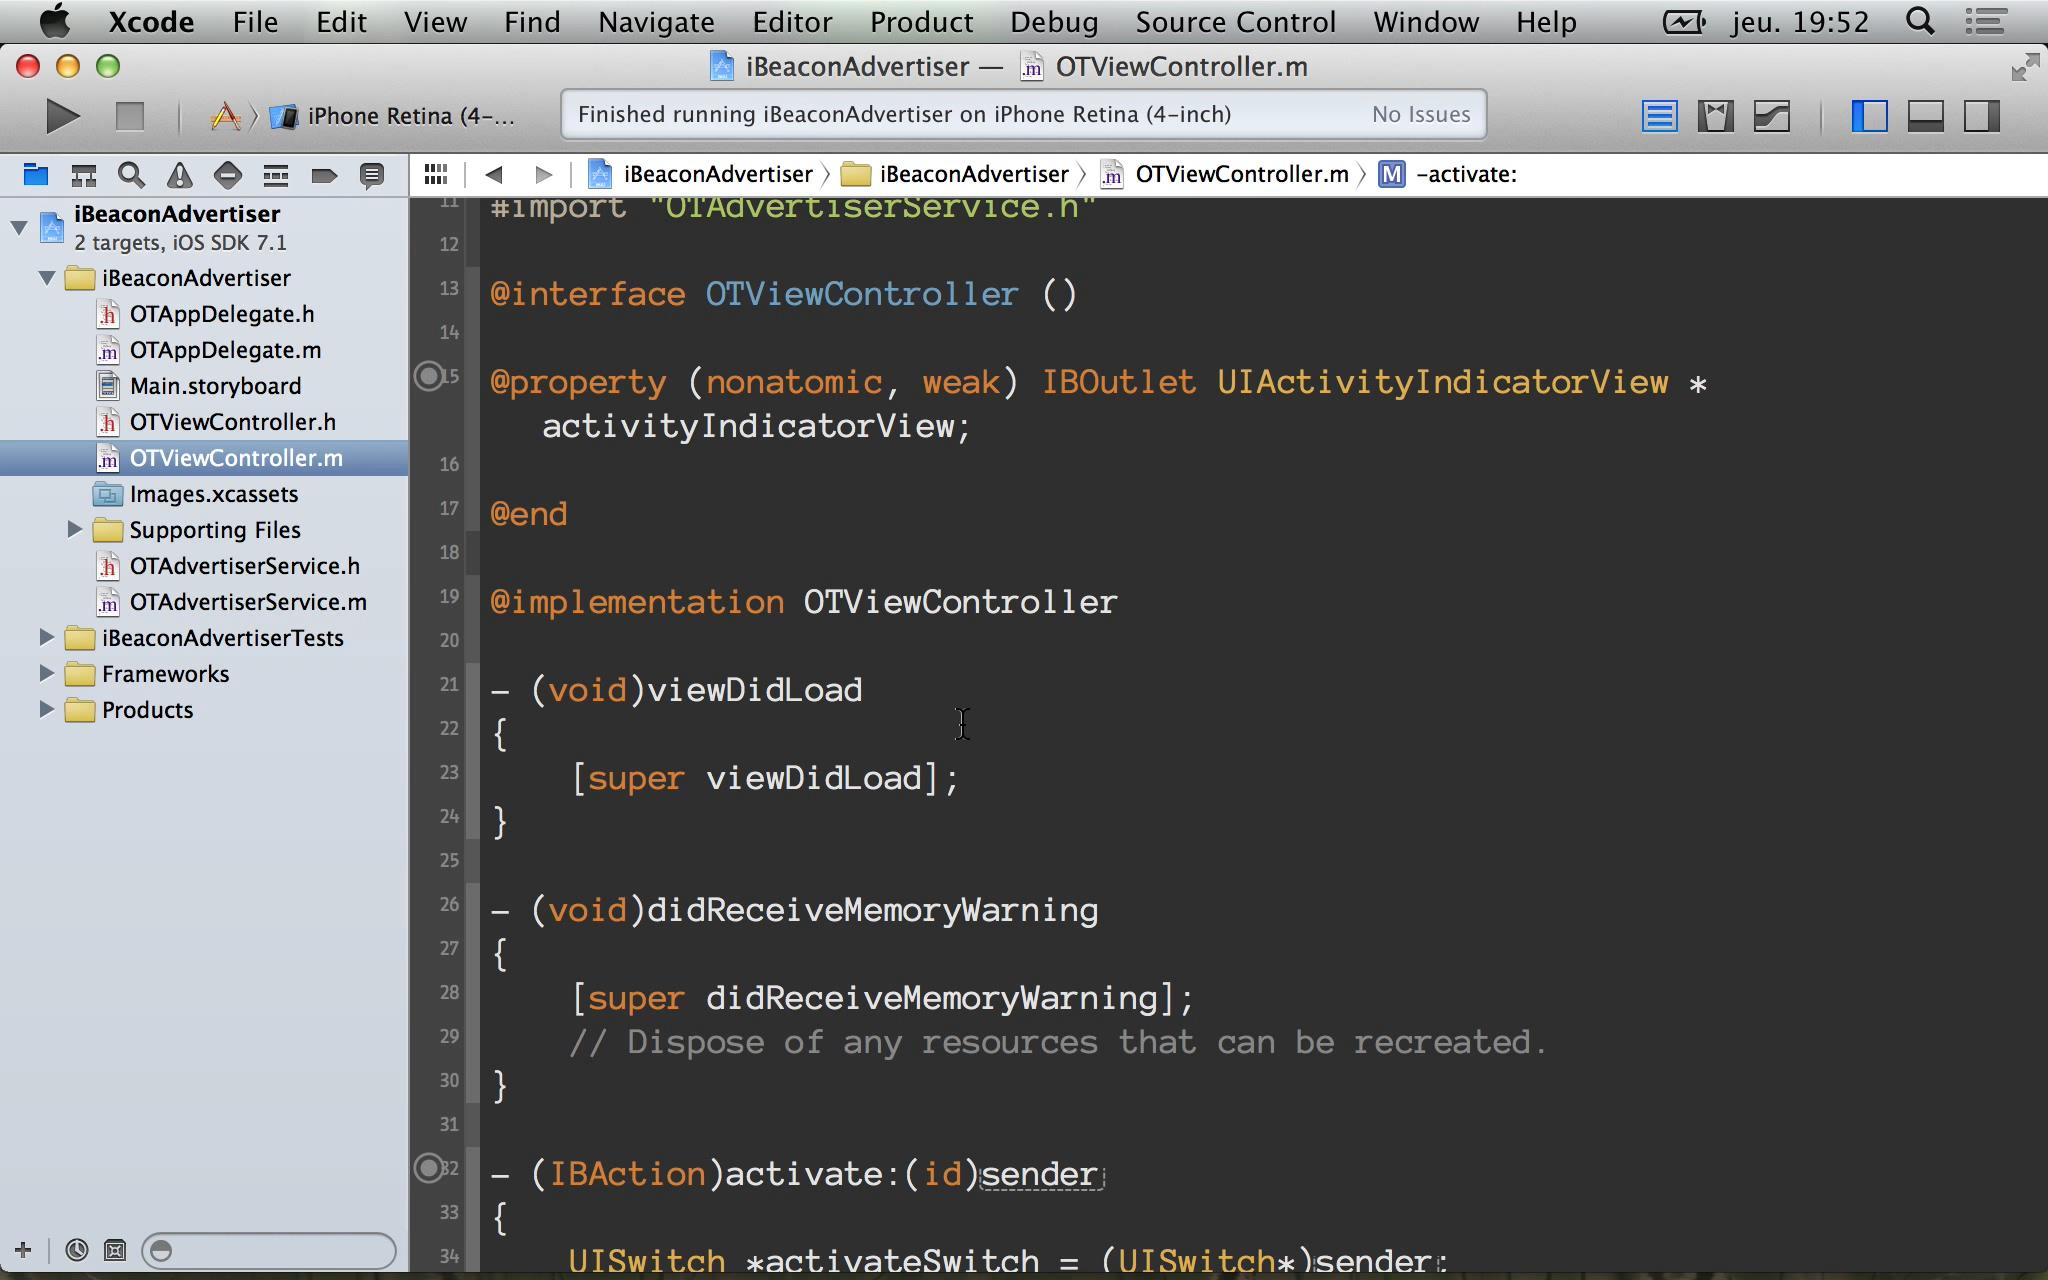 Xcode File Edit View Find Navigate Editor Product Debug Source Control Window Help jeu. 19:52
iBeaconAdvertiser — OTViewController.m
iPhone Retina (4-... Finished running iBeaconAdvertiser on iPhone Retina (4-inch) No Issues
iBeaconAdvertiser iBeaconAdvertiser OTViewController.m M -activate:
iBeaconAdvertiser
2 targets, iOS SDK 7.1
iBeaconAdvertiser
OTAppDelegate.h
OTAppDelegate.m
Main.storyboard
OTViewController.h
OTViewController.m
Images.xcassets
Supporting Files
OTAdvertiserService.h
OTAdvertiserService.m
iBeaconAdvertiserTests
Frameworks
Products
11 #import "OTAdvertiserService.h"
12
13 @interface OTViewController ()
14
15 @property (nonatomic, weak) IBOutlet UIActivityIndicatorView *
activityIndicatorView;
16
17 @end
18
19 @implementation OTViewController
20
21 - (void)viewDidLoad
22 {
23 [super viewDidLoad];
24 }
25
26 - (void)didReceiveMemoryWarning
27 {
28 [super didReceiveMemoryWarning];
29 // Dispose of any resources that can be recreated.
30 }
31
32 - (IBAction)activate:(id)sender
33 {
34 UISwitch *activateSwitch = (UISwitch*)sender;